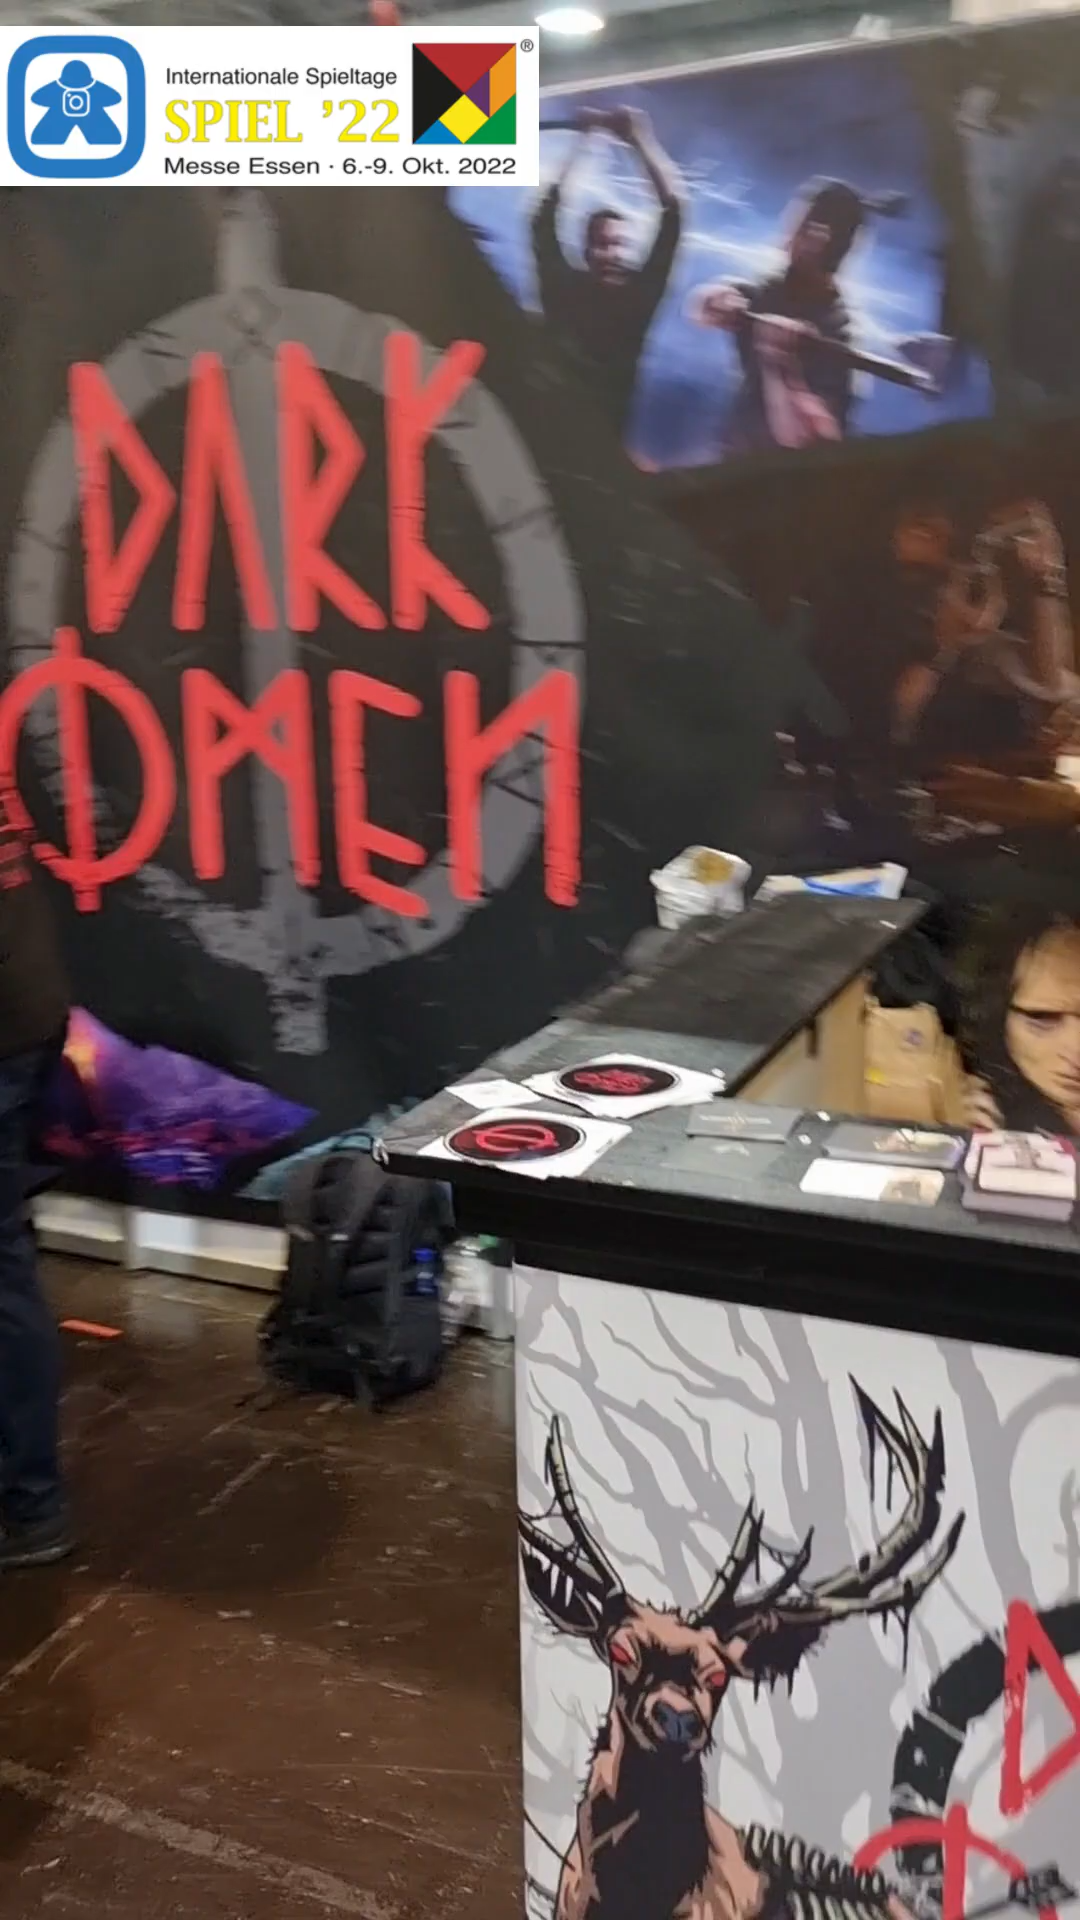 Internationale Spieltage
SPIEL ’22
®
Messe Essen · 6.-9. Okt. 2022
DARK
OMEN